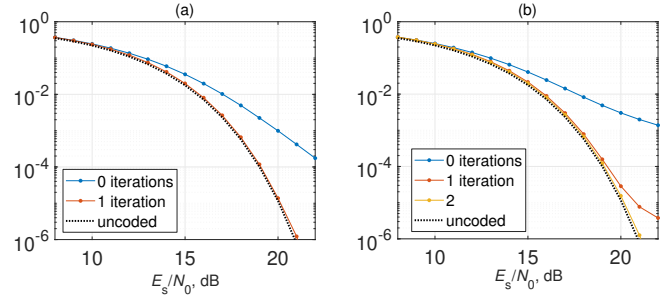 (a)
10^0
10^-2
10^-4
10^-6
0 iterations
1 iteration
uncoded
10
15
20
E_s/N_0, dB
(b)
10^0
10^-2
10^-4
10^-6
0 iterations
1 iteration
2
uncoded
10
15
20
E_s/N_0, dB